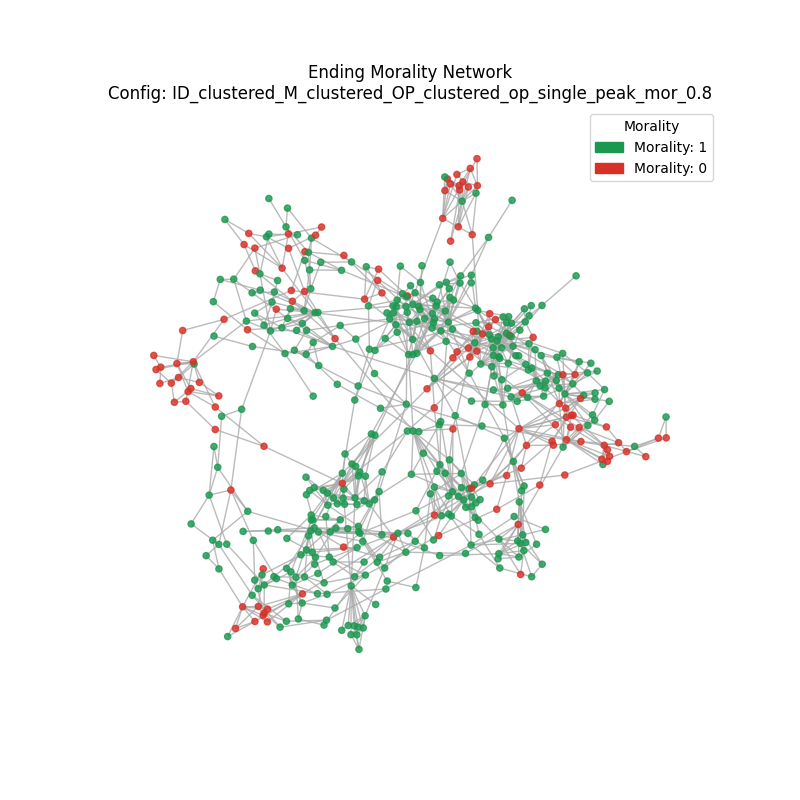 Ending Morality Network
Config: ID_clustered_M_clustered_OP_clustered_op_single_peak_mor_0.8
Morality
Morality: 1
Morality: 0